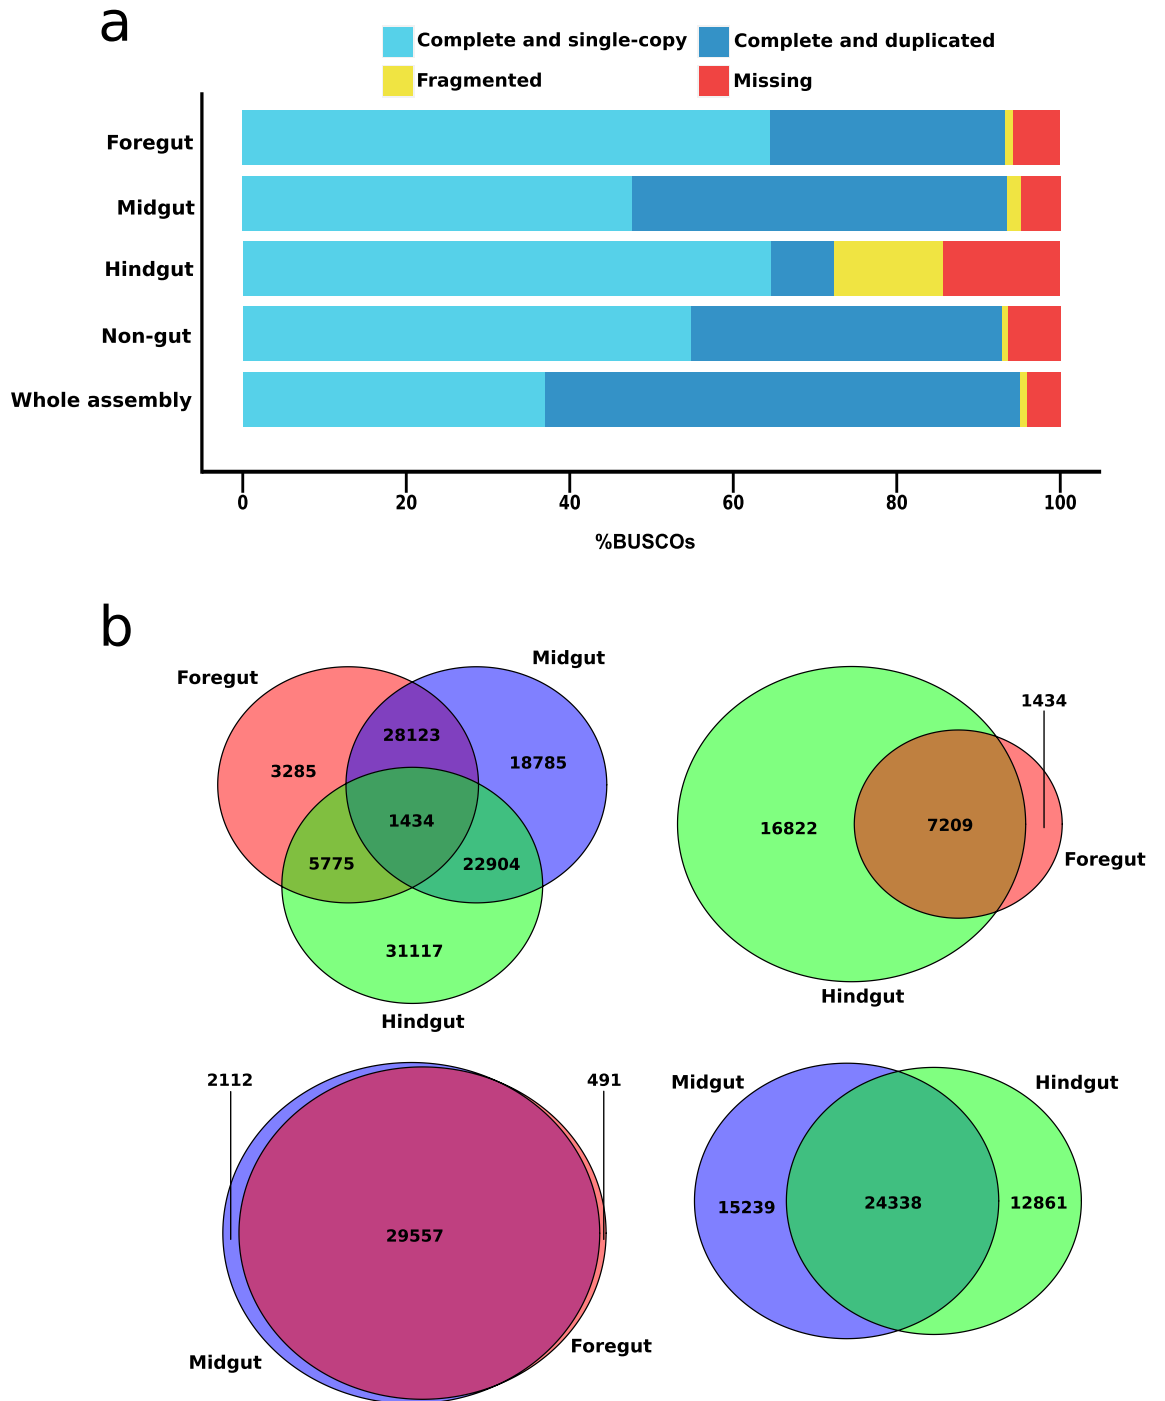 a
Complete and single-copy Complete and duplicated
Fragmented Missing
Foregut
Midgut
Hindgut
Non-gut
Whole assembly
0 20 40 60 80 100
%BUSCOs
b
Foregut Midgut
28123
3285 18785
1434
5775 22904
31117
Hindgut
1434
16822 7209
Foregut
Hindgut
2112 491
29557
Midgut Foregut
Midgut Hindgut
15239 24338 12861